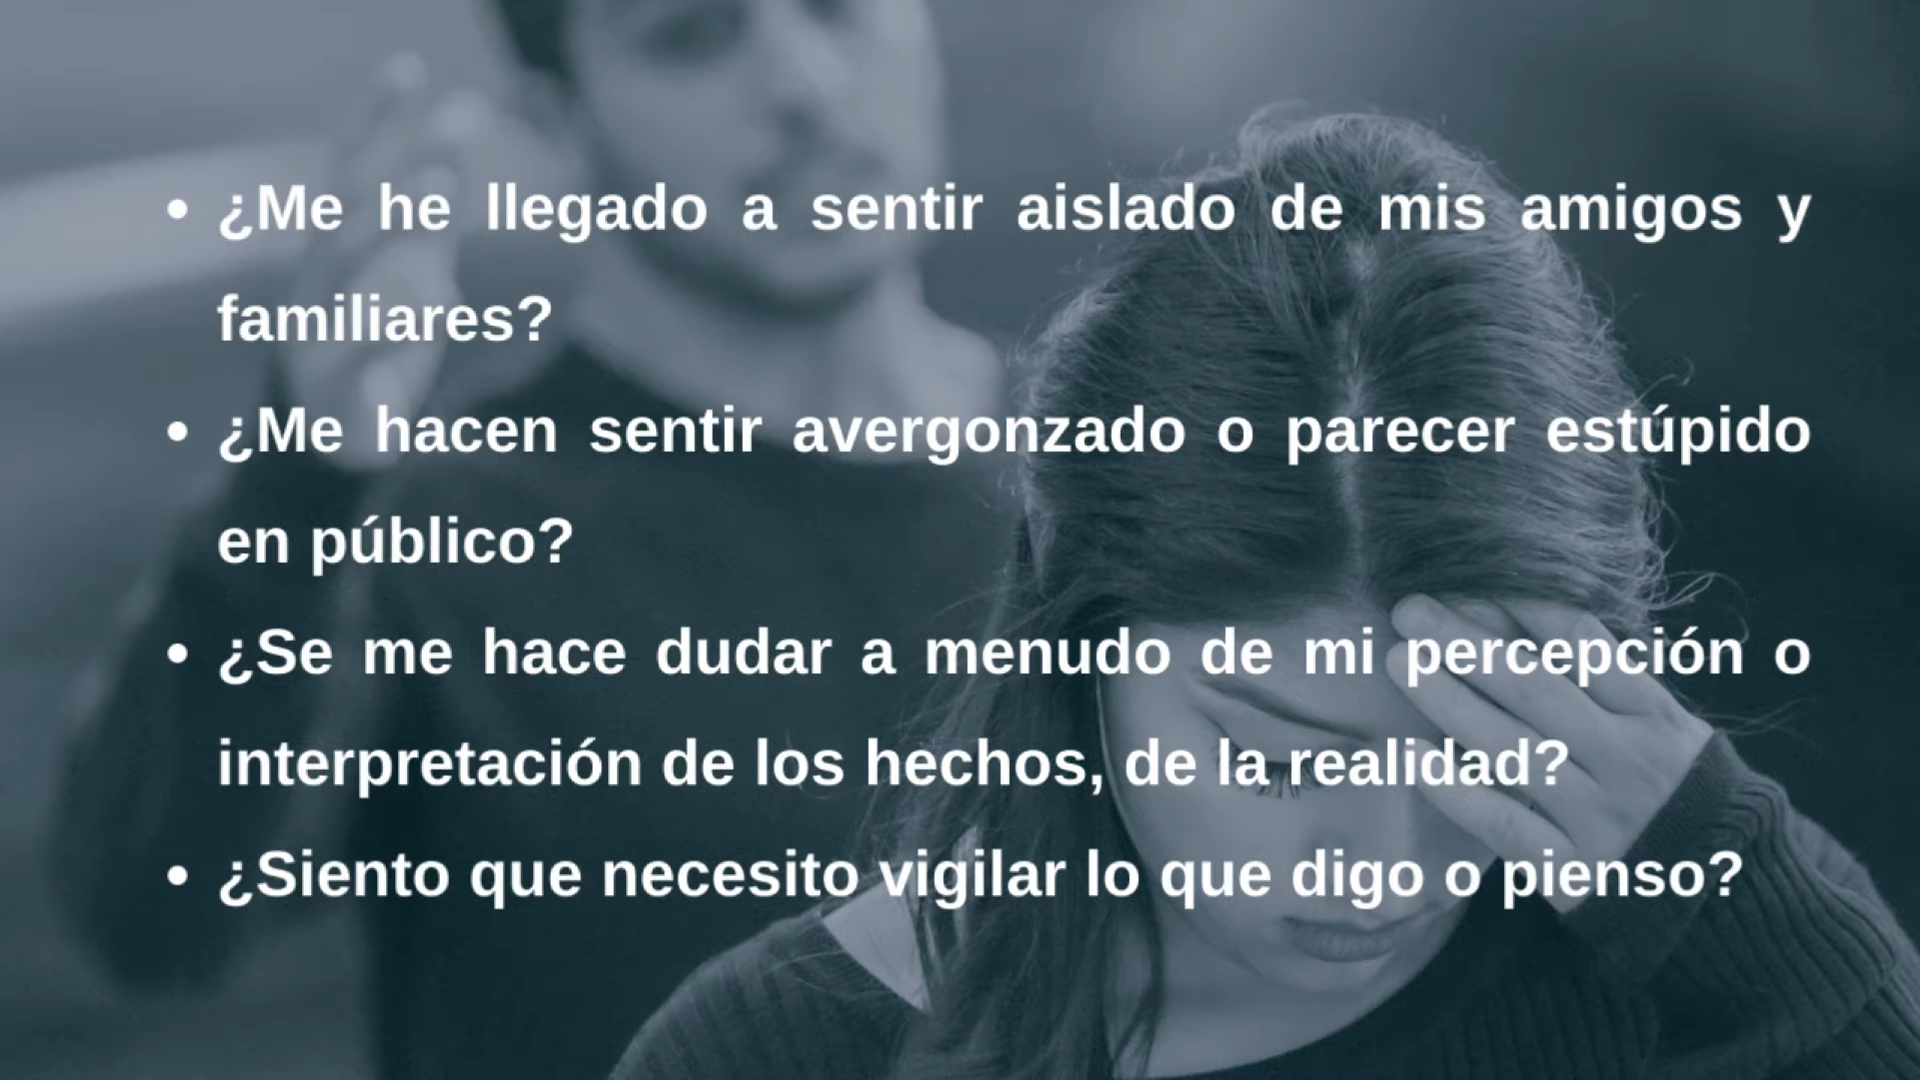 • ¿Me he llegado a sentir aislado de mis amigos y
familiares?
• ¿Me hacen sentir avergonzado o parecer estúpido
en público?
• ¿Se me hace dudar a menudo de mi percepción o
interpretación de los hechos, de la realidad?
• ¿Siento que necesito vigilar lo que digo o pienso?